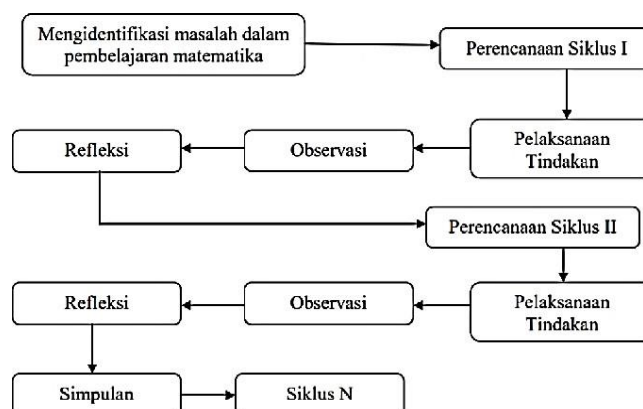 Mengidentifikasi masalah dalam
pembelajaran matematika
Perencanaan Siklus I
Refleksi
Observasi
Pelaksanaan
Tindakan
Perencanaan Siklus II
Refleksi
Observasi
Pelaksanaan
Tindakan
Simpulan
Siklus N